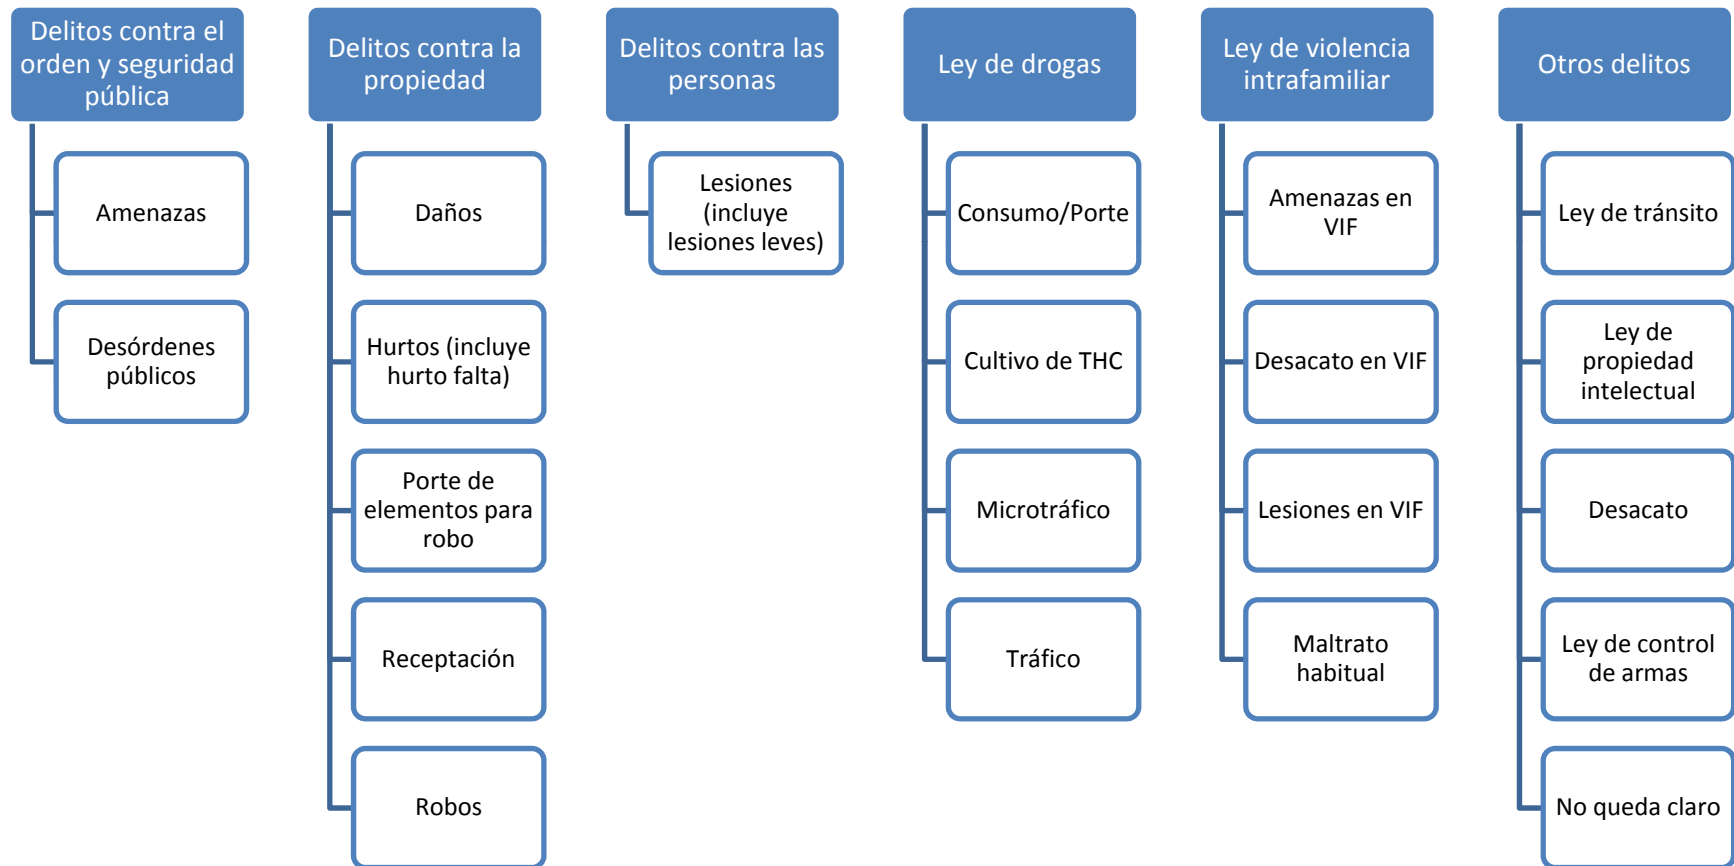 Delitos contra el
orden y seguridad
pública
Amenazas
Desórdenes
públicos
Delitos contra la
propiedad
Daños
Hurtos (incluye
hurto falta)
Porte de
elementos para
robo
Receptación
Robos
Delitos contra las
personas
Lesiones
(incluye
lesiones leves)
Ley de drogas
Consumo/Porte
Cultivo de THC
Microtráfico
Tráfico
Ley de violencia
intrafamiliar
Amenazas en
VIF
Desacato en VIF
Lesiones en VIF
Maltrato
habitual
Otros delitos
Ley de tránsito
Ley de
propiedad
intelectual
Desacato
Ley de control
de armas
No queda claro